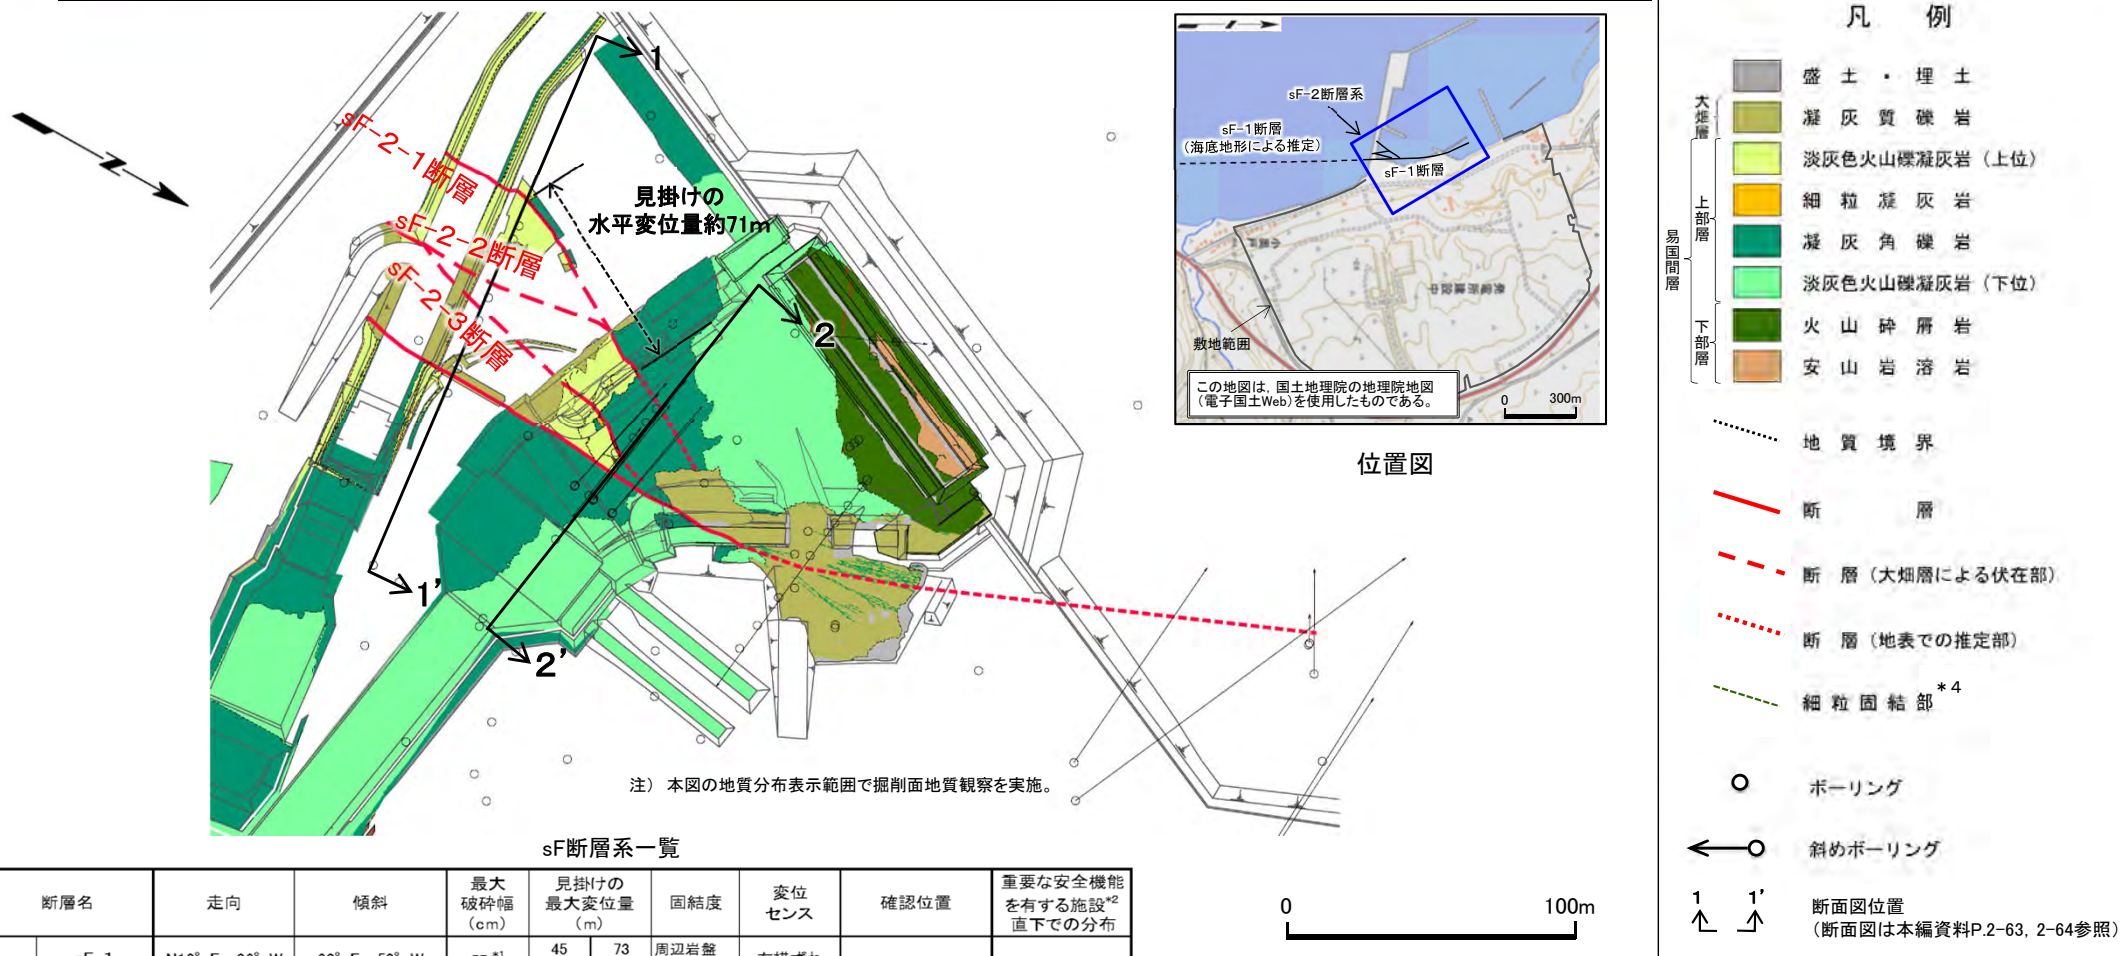 sF-2-1断層
sF-2-2断層
sF-2-3断層
N
1
1'
2
2'
見掛けの
水平変位量約71m
注） 本図の地質分布表示範囲で掘削面地質観察を実施。
sF-2断層系
sF-1断層
（海底地形による推定）
sF-1断層
敷地範囲
この地図は，国土地理院の地理院地図
（電子国土Web）を使用したものである。
0 300m
位置図
凡 例
盛土・埋土
大畑層
凝灰質礫岩
易国間層
上部層
淡灰色火山礫凝灰岩（上位）
細粒凝灰岩
凝灰角礫岩
淡灰色火山礫凝灰岩（下位）
下部層
火山砕屑岩
安山岩溶岩
地質境界
断層
断層（大畑層による伏在部）
断層（地表での推定部）
細粒固結部＊4
ボーリング
斜めボーリング
1 1'
断面図位置
（断面図は本編資料P.2-63, 2-64参照）
0 100m
sF断層系一覧
断層名 走向 傾斜 最大破砕幅（cm） 見掛けの最大変位量（m） 固結度 変位センス 確認位置 重要な安全機能を有する施設*2直下での分布
45 73 周辺岩盤